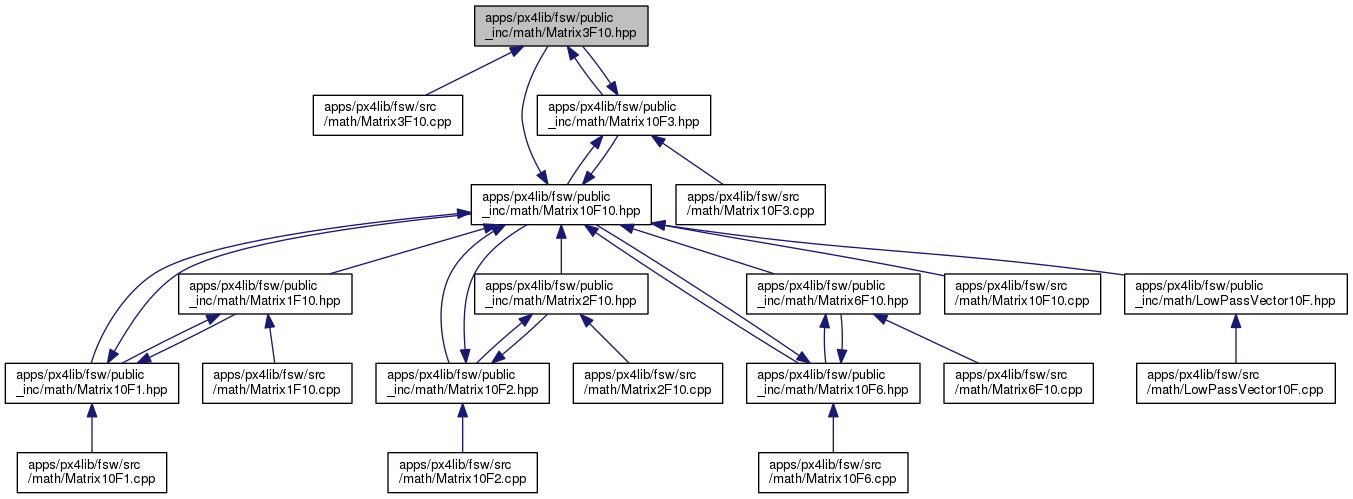 apps/px4lib/fsw/public
_inc/math/Matrix3F10.hpp
apps/px4lib/fsw/src
/math/Matrix3F10.cpp
apps/px4lib/fsw/public
_inc/math/Matrix10F3.hpp
apps/px4lib/fsw/public
_inc/math/Matrix10F10.hpp
apps/px4lib/fsw/src
/math/Matrix10F3.cpp
apps/px4lib/fsw/public
_inc/math/Matrix1F10.hpp
apps/px4lib/fsw/public
_inc/math/Matrix2F10.hpp
apps/px4lib/fsw/public
_inc/math/Matrix6F10.hpp
apps/px4lib/fsw/src
/math/Matrix10F10.cpp
apps/px4lib/fsw/public
_inc/math/LowPassVector10F.hpp
apps/px4lib/fsw/public
_inc/math/Matrix10F1.hpp
apps/px4lib/fsw/src
/math/Matrix1F10.cpp
apps/px4lib/fsw/public
_inc/math/Matrix10F2.hpp
apps/px4lib/fsw/src
/math/Matrix2F10.cpp
apps/px4lib/fsw/public
_inc/math/Matrix10F6.hpp
apps/px4lib/fsw/src
/math/Matrix6F10.cpp
apps/px4lib/fsw/src
/math/LowPassVector10F.cpp
apps/px4lib/fsw/src
/math/Matrix10F1.cpp
apps/px4lib/fsw/src
/math/Matrix10F2.cpp
apps/px4lib/fsw/src
/math/Matrix10F6.cpp